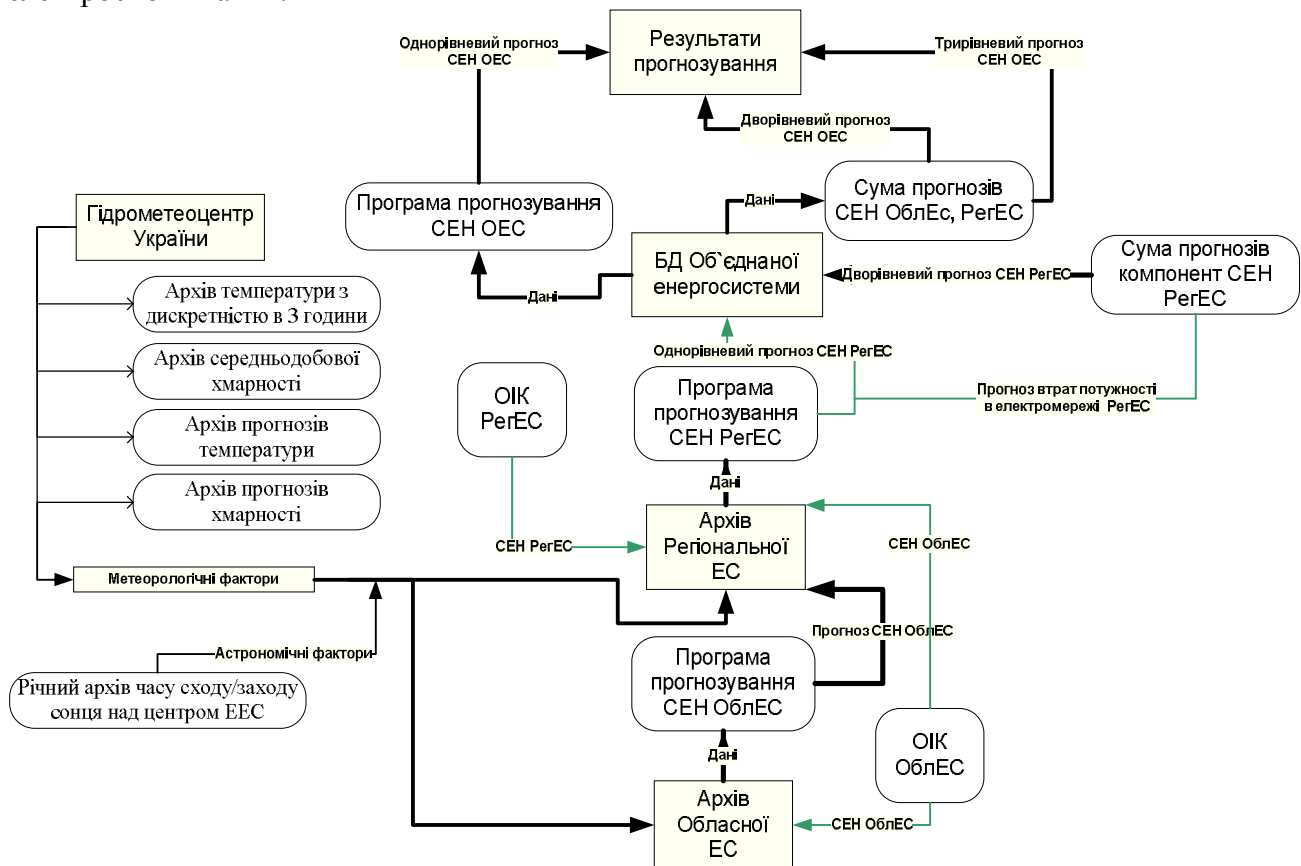 Однорівневий прогноз
СЕН ОЕС
Результати
прогнозування
Трирівневий прогноз
СЕН ОЕС
Дворівневий прогноз
СЕН ОЕС
Гідрометеоцентр
України
Програма прогнозування
СЕН ОЕС
Дані
Сума прогнозів
СЕН ОблЕс, РегЕС
БД Об`єднаної
енергосистеми
Дані
Дворівневий прогноз СЕН РегЕС
Сума прогнозів
компонент СЕН
РегЕС
Архів температури з
дискретністю в 3 години
Архів середньодобової
хмарності
Архів прогнозів
температури
Архів прогнозів
хмарності
Однорівневий прогноз СЕН РегЕС
ОІК
РегЕС
Програма
прогнозування
СЕН РегЕС
Прогноз втрат потужності
в електромережі РегЕС
Дані
СЕН РегЕС
Архів
Регіональної
ЕС
СЕН ОблЕС
Метеорологічні фактори
Астрономічні фактори
Річний архів часу сходу/заходу
сонця над центром ЕЕС
Прогноз СЕН ОблЕС
Програма
прогнозування
СЕН ОблЕС
ОІК
ОблЕС
Дані
Архів
Обласної
ЕС
СЕН ОблЕС